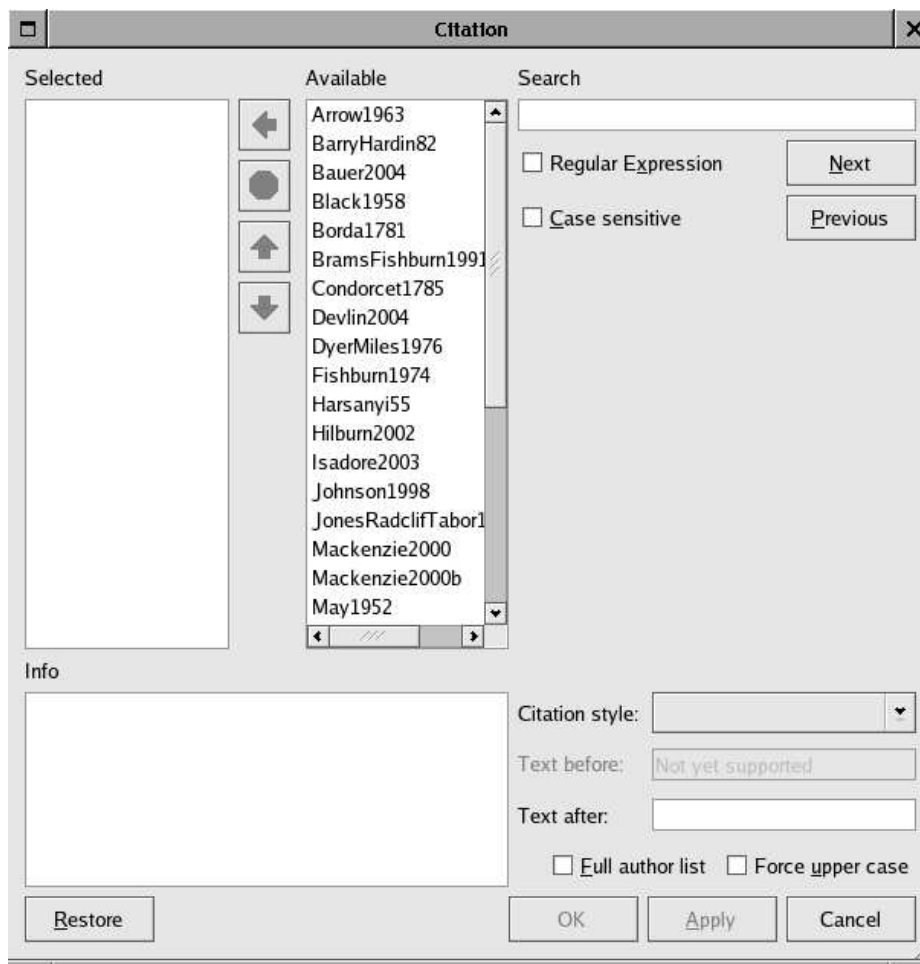 Citation
Selected
Available
Search
Arrow1963
BarryHardin82
Bauer2004
Black1958
Borda1781
BramsFishburn1991
Condorcet1785
Devlin2004
DyerMiles1976
Fishburn1974
Harsanyi55
Hilburn2002
Isadore2003
Johnson1998
JonesRadclifTabor1
Mackenzie2000
Mackenzie2000b
May1952
Regular Expression
Next
Case sensitive
Previous
Info
Citation style:
Text before: Not yet supported
Text after:
Full author list Force upper case
Restore OK Apply Cancel